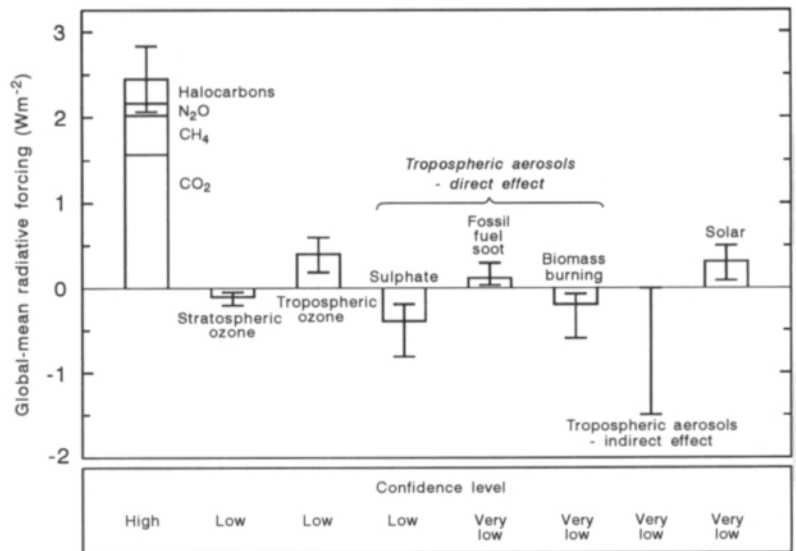 Global-mean radiative forcing (Wm⁻²)
3
2
1
0
-1
-2
Halocarbons
N₂O
CH₄
CO₂
Stratospheric
ozone
Tropospheric
ozone
Tropospheric aerosols
- direct effect
Sulphate
Fossil
fuel
soot
Biomass
burning
Tropospheric aerosols
- indirect effect
Solar
Confidence level
High
Low
Low
Low
Very
low
Very
low
Very
low
Very
low